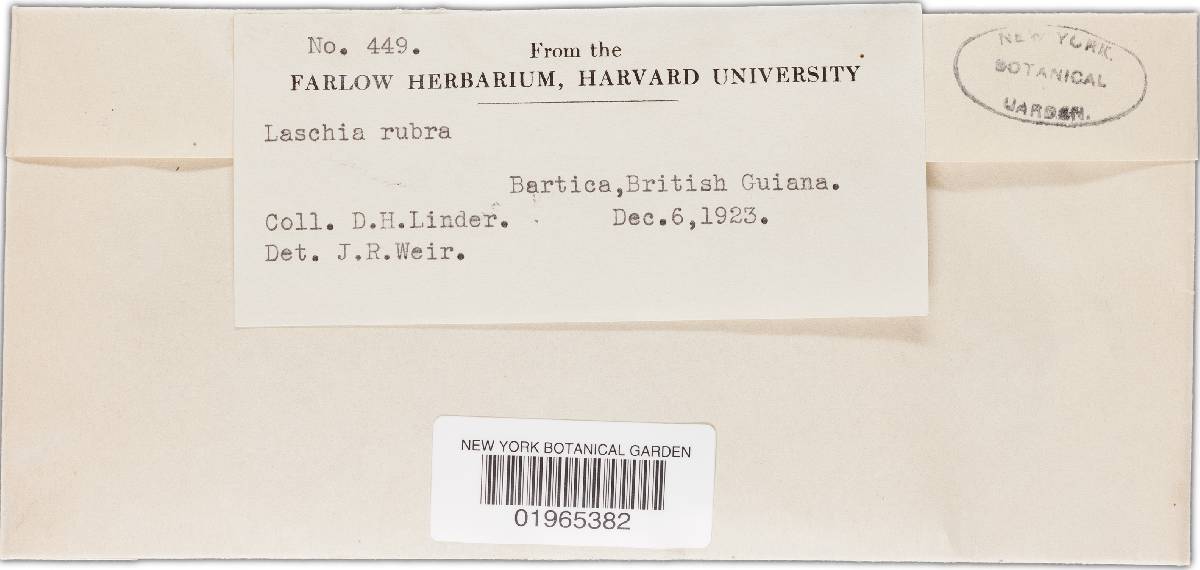 No. 449.
From the
FARLOW HERBARIUM, HARVARD UNIVERSITY
Laschia rubra
Bartica,British Guiana.
Coll. D.H.Linder. Dec.6,1923.
Det. J.R.Weir.
NEW YORK
BOTANICAL
GARDEN.
NEW YORK BOTANICAL GARDEN
01965382